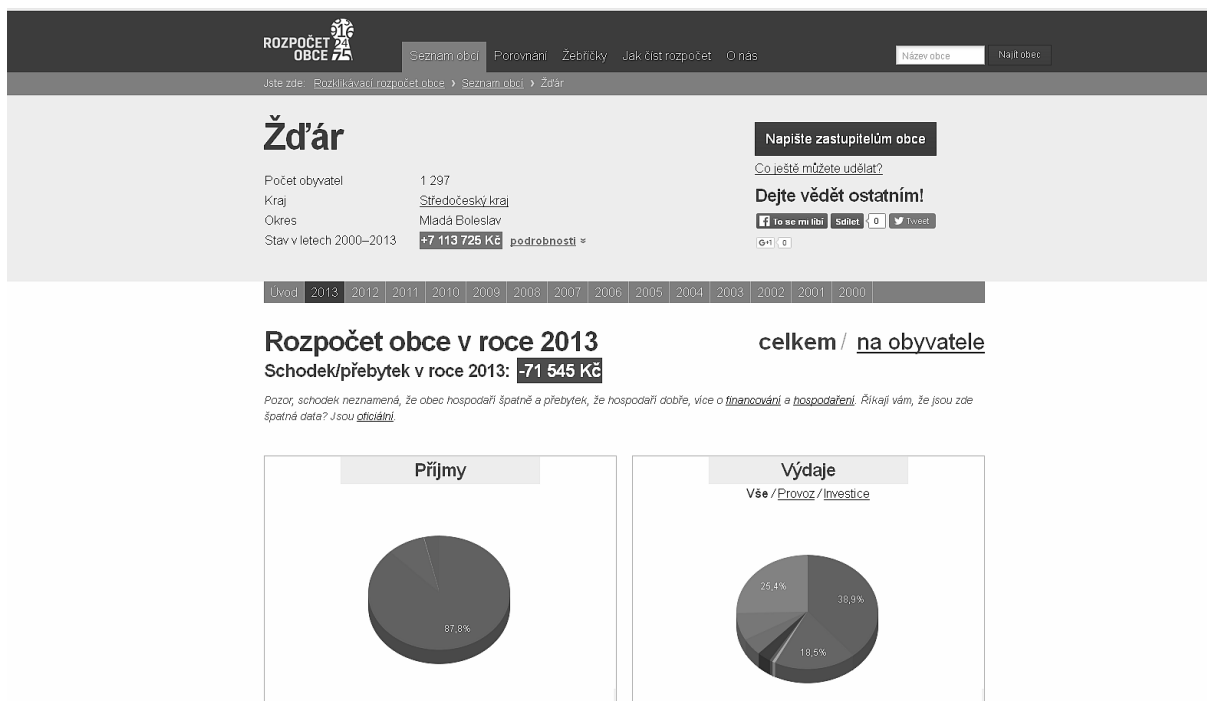 ROZPOČET
OBCE
Seznam obcí Porovnání Žebříčky Jak číst rozpočet O nás
Název obce Najít obec
Jste zde: Rozklikávací rozpočet obce › Seznam obcí › Žďár
Žďár
Počet obyvatel 1 297
Kraj Středočeský kraj
Okres Mladá Boleslav
Stav v letech 2000–2013 +7 113 725 Kč podrobnosti
Napište zastupitelům obce
Co ještě můžete udělat?
Dejte vědět ostatním!
To se mi líbí Sdílet 0 Tweet
G+1 0
Úvod 2013 2012 2011 2010 2009 2008 2007 2006 2005 2004 2003 2002 2001 2000
Rozpočet obce v roce 2013
celkem / na obyvatele
Schodek/přebytek v roce 2013: -71 545 Kč
Pozor, schodek neznamená, že obec hospodaří špatně a přebytek, že hospodaří dobře, více o financování a hospodaření. Říkají vám, že jsou zde
špatná data? Jsou oficiální.
Příjmy
87,8%
Výdaje
Vše / Provoz / Investice
25,4%
38,9%
18,5%